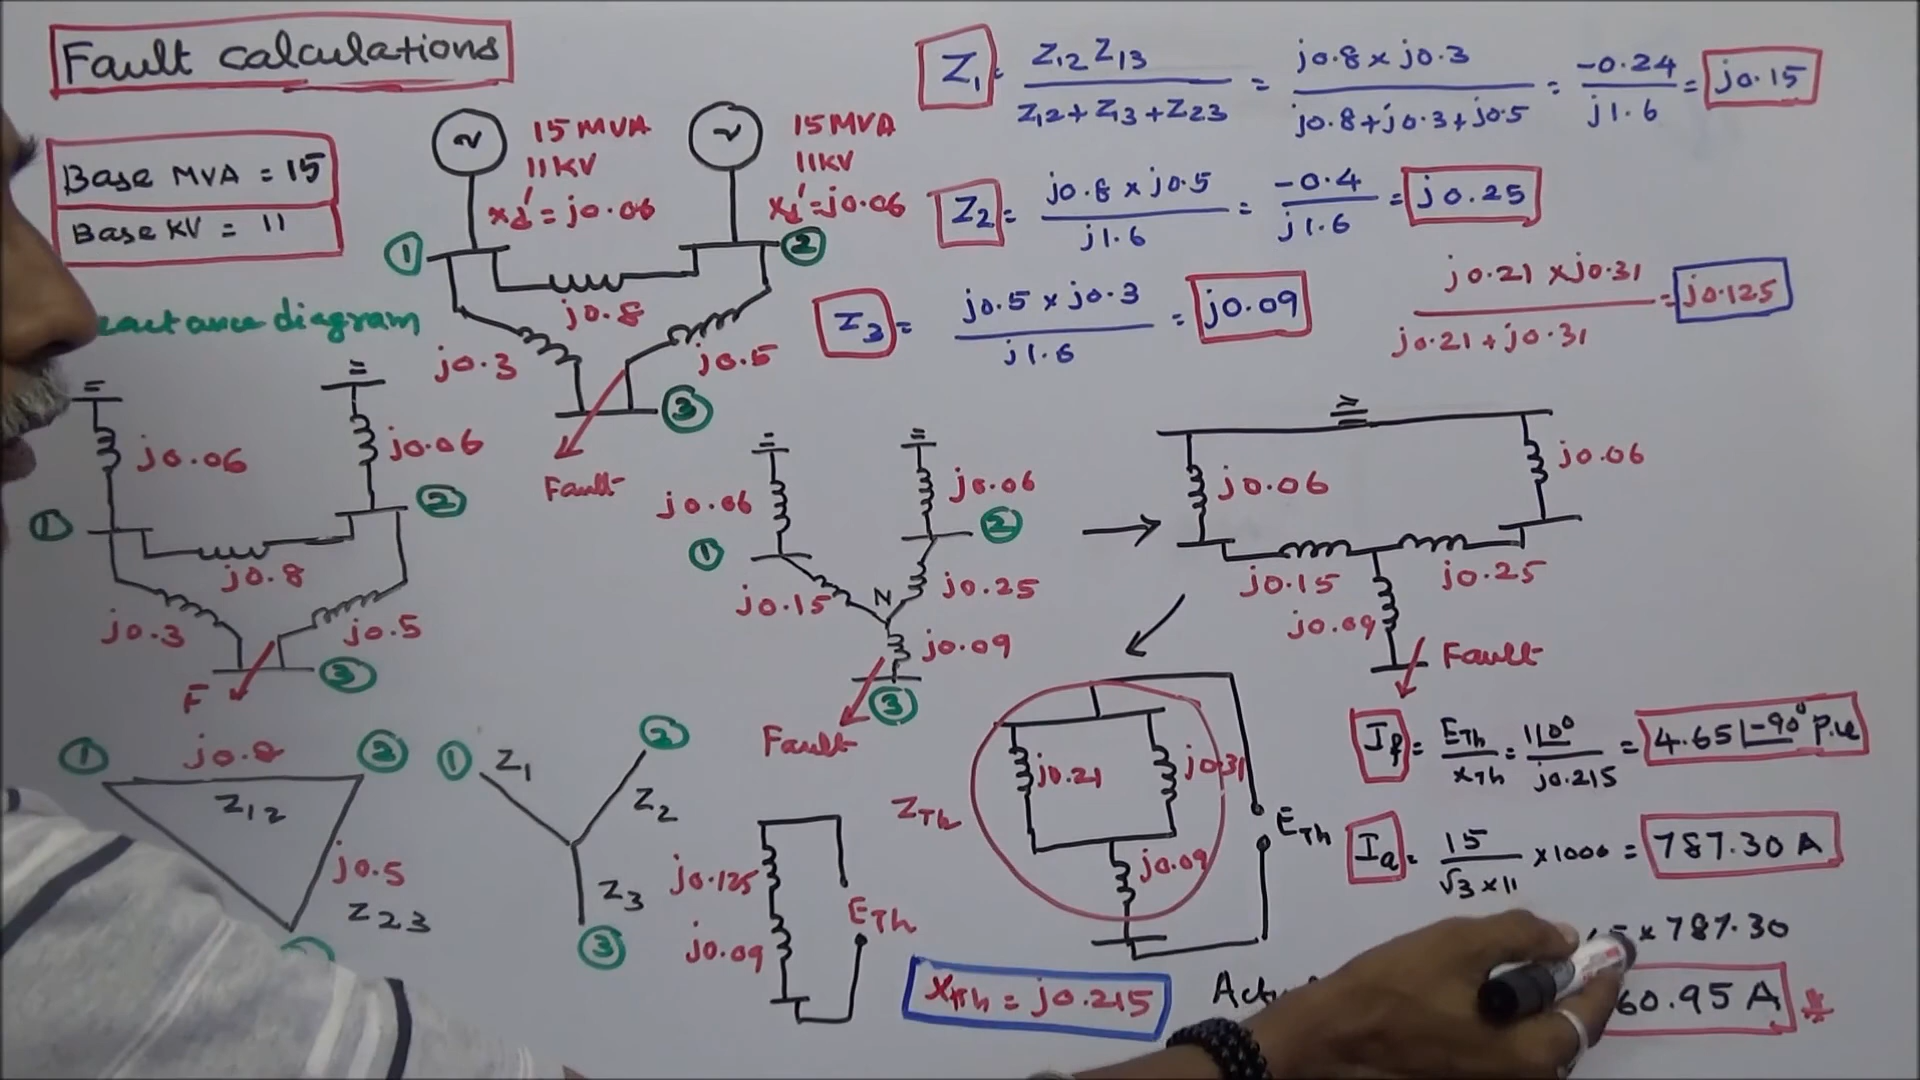 Fault calculations
Base MVA = 15
Base KV = 11
15 MVA
11KV
xd' = j0.06
15 MVA
11KV
xd' = j0.06
1
2
j0.8
j0.3
j0.5
3
Fault
diagram
j0.06
j0.06
1
2
j0.8
j0.3
j0.5
F
3
1
j0.8
2
Z12
j0.5
Z23
1
Z1
2
Z2
Z3
3
j0.06
j0.06
1
2
j0.15
N
j0.25
j0.09
3
Fault
j0.06
j0.06
j0.15
j0.25
j0.09
Fault
ZTh
j0.21
j0.31
j0.09
ETh
j0.125
j0.09
ETh
XTh = j0.215
Z1 = Z12 Z13 / Z12 + Z13 + Z23 = j0.8 x j0.3 / j0.8 + j0.3 + j0.5 = -0.24 / j1.6 = j0.15
Z2 = j0.8 x j0.5 / j1.6 = -0.4 / j1.6 = j0.25
Z3 = j0.5 x j0.3 / j1.6 = j0.09
j0.21 x j0.31 / j0.21 + j0.31 = j0.125
If = ETh / XTh = 1∠0° / j0.215 = 4.65∠-90° p.u
Ia = 15 / √3 x 11 x 1000 = 787.30 A
x 787.30
60.95 A *